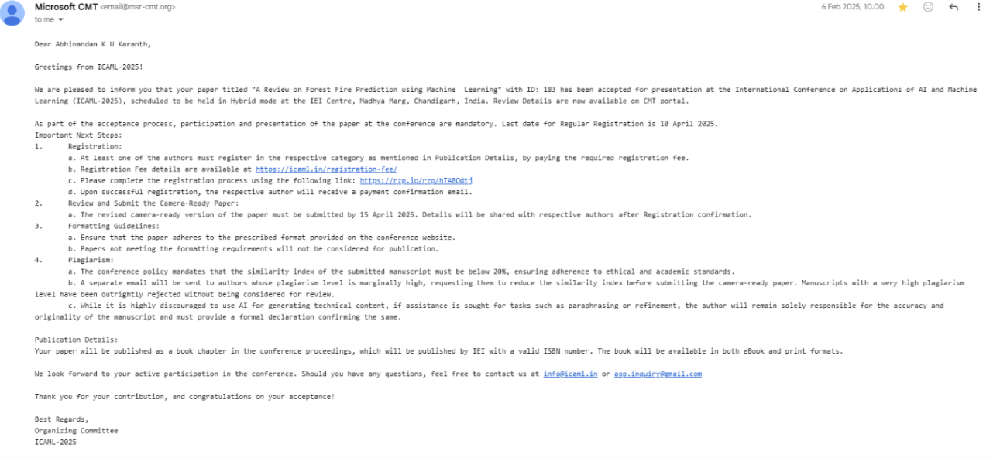 Microsoft CMT <email@msr-cmt.org>
6 Feb 2025, 10:00
to me
Dear Abhinandan K U Karanth,
Greetings from ICAML-2025!
We are pleased to inform you that your paper titled "A Review on Forest Fire Prediction using Machine  Learning" with ID: 183 has been accepted for presentation at the International Conference on Applications of AI and Machine
Learning (ICAML-2025), scheduled to be held in Hybrid mode at the IEI Centre, Madhya Marg, Chandigarh, India. Review Details are now available on CMT portal.
As part of the acceptance process, participation and presentation of the paper at the conference are mandatory. Last date for Regular Registration is 10 April 2025.
Important Next Steps:
1. Registration:
a. At least one of the authors must register in the respective category as mentioned in Publication Details, by paying the required registration fee.
b. Registration Fee details are available at https://icaml.in/registration-fee/
c. Please complete the registration process using the following link: https://rzp.io/rzp/hTA8Odtj
d. Upon successful registration, the respective author will receive a payment confirmation email.
2. Review and Submit the Camera-Ready Paper:
a. The revised camera-ready version of the paper must be submitted by 15 April 2025. Details will be shared with respective authors after Registration confirmation.
3. Formatting Guidelines:
a. Ensure that the paper adheres to the prescribed format provided on the conference website.
b. Papers not meeting the formatting requirements will not be considered for publication.
4. Plagiarism:
a. The conference policy mandates that the similarity index of the submitted manuscript must be below 20%, ensuring adherence to ethical and academic standards.
b. A separate email will be sent to authors whose plagiarism level is marginally high, requesting them to reduce the similarity index before submitting the camera-ready paper. Manuscripts with a very high plagiarism
level have been outrightly rejected without being considered for review.
c. While it is highly discouraged to use AI for generating technical content, if assistance is sought for tasks such as paraphrasing or refinement, the author will remain solely responsible for the accuracy and
originality of the manuscript and must provide a formal declaration confirming the same.
Publication Details:
Your paper will be published as a book chapter in the conference proceedings, which will be published by IEI with a valid ISBN number. The book will be available in both eBook and print formats.
We look forward to your active participation in the conference. Should you have any questions, feel free to contact us at info@icaml.in or aop.inquiry@gmail.com
Thank you for your contribution, and congratulations on your acceptance!
Best Regards,
Organizing Committee
ICAML-2025